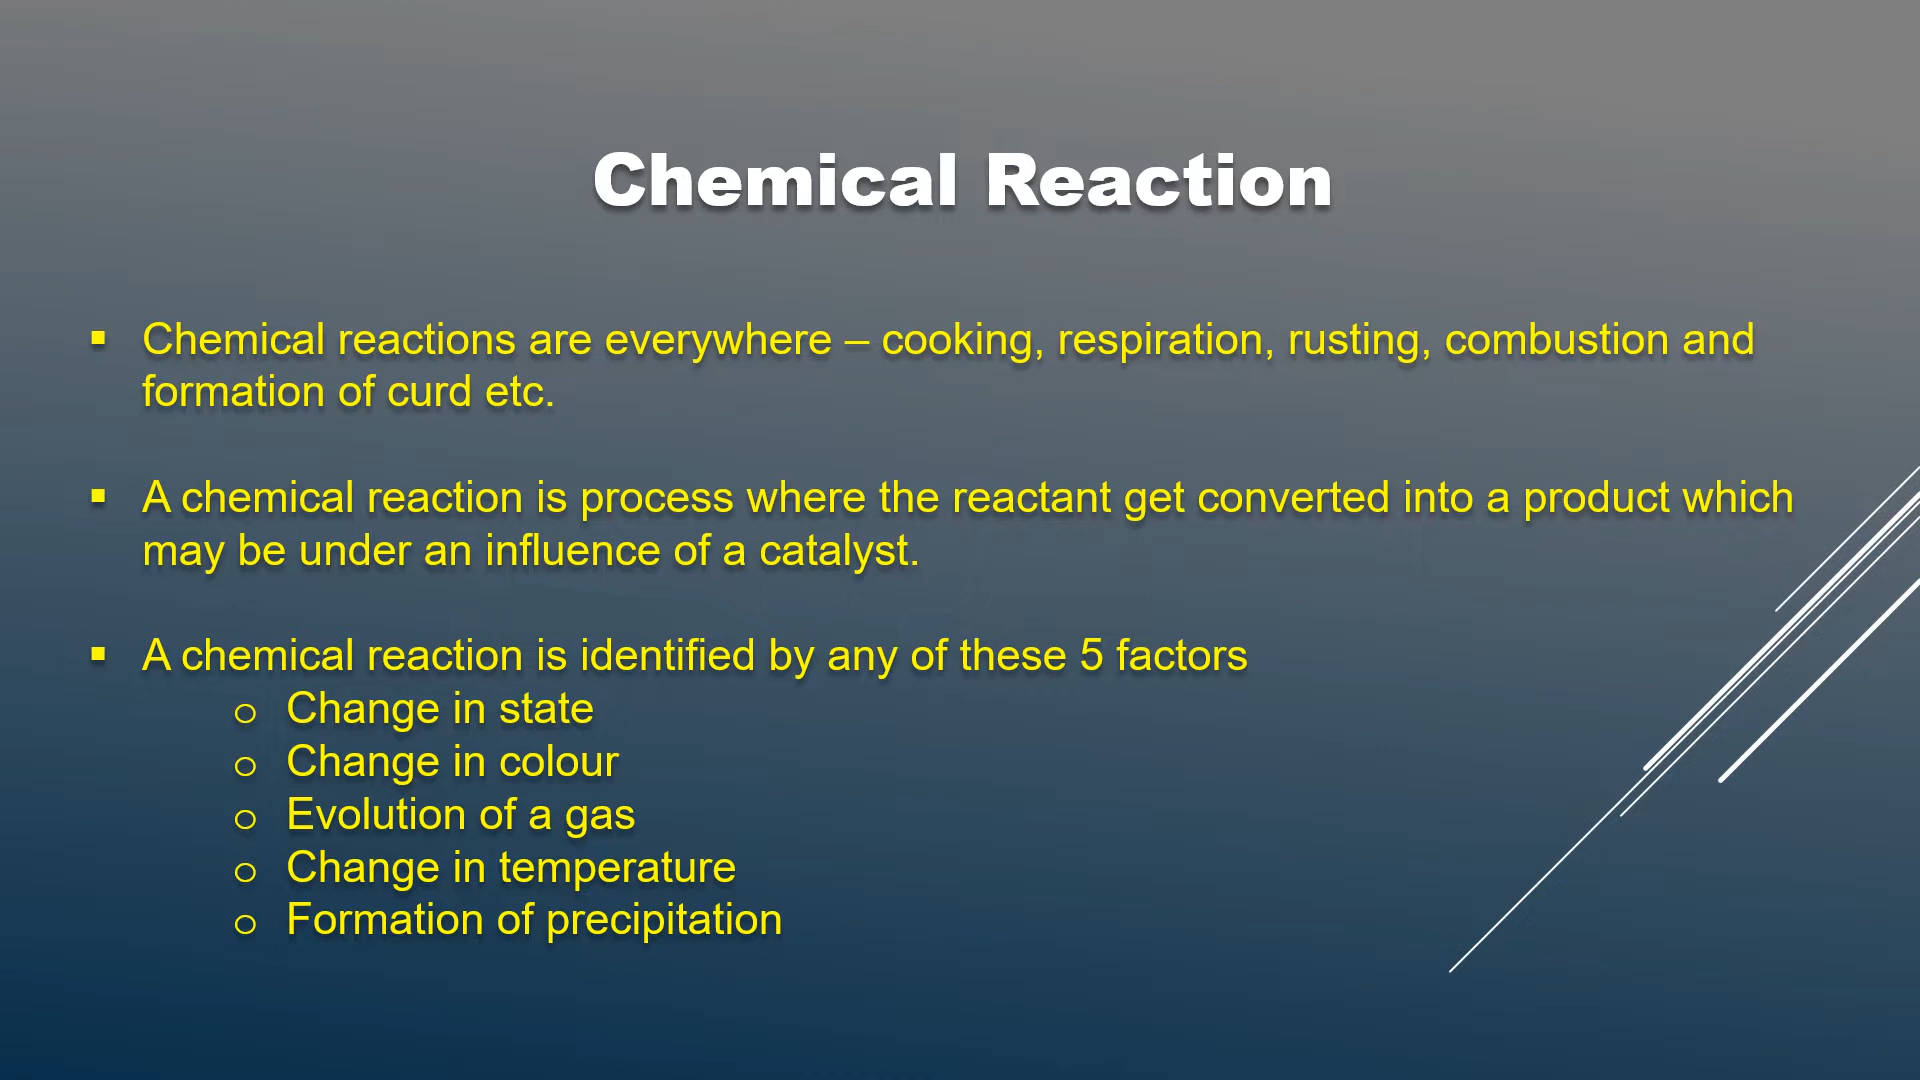 Chemical Reaction
▪ Chemical reactions are everywhere – cooking, respiration, rusting, combustion and
formation of curd etc.
▪ A chemical reaction is process where the reactant get converted into a product which
may be under an influence of a catalyst.
▪ A chemical reaction is identified by any of these 5 factors
o Change in state
o Change in colour
o Evolution of a gas
o Change in temperature
o Formation of precipitation